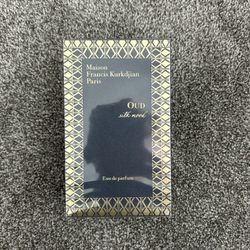 Maison
Francis Kurkdjian
Paris
OUD
silk mood
Eau de parfum